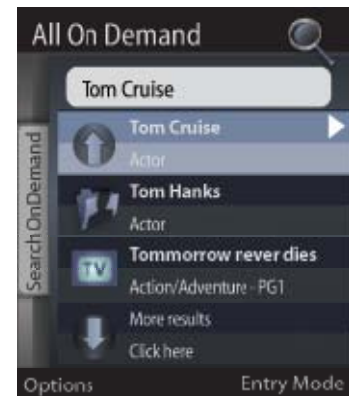 All On Demand
Tom Cruise
Search OnDemand
Tom Cruise
Actor
Tom Hanks
Actor
TV
Tommorrow rever dies
Action/Adventure - PG1
More results
Click here
Options Entry Mode